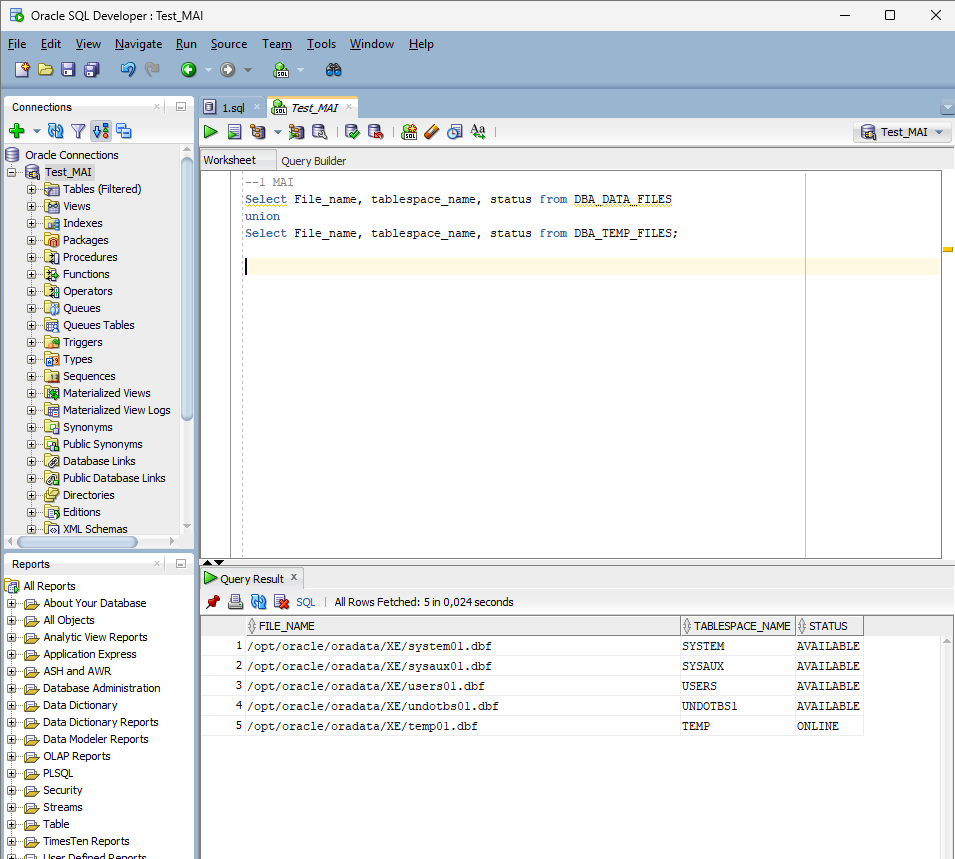 Oracle SQL Developer : Test_MAI
File Edit View Navigate Run Source Team Tools Window Help
Connections
Oracle Connections
Test_MAI
Tables (Filtered)
Views
Indexes
Packages
Procedures
Functions
Operators
Queues
Queues Tables
Triggers
Types
Sequences
Materialized Views
Materialized View Logs
Synonyms
Public Synonyms
Database Links
Public Database Links
Directories
Editions
XML Schemas
Reports
All Reports
About Your Database
All Objects
Analytic View Reports
Application Express
ASH and AWR
Database Administration
Data Dictionary
Data Dictionary Reports
Data Modeler Reports
OLAP Reports
PLSQL
Security
Streams
Table
TimesTen Reports
User Defined Reports
1.sql
Test_MAI
Test_MAI
Worksheet Query Builder
--1 MAI
Select File_name, tablespace_name, status from DBA_DATA_FILES
union
Select File_name, tablespace_name, status from DBA_TEMP_FILES;
Query Result
SQL | All Rows Fetched: 5 in 0,024 seconds
FILE_NAME TABLESPACE_NAME STATUS
1 /opt/oracle/oradata/XE/system01.dbf SYSTEM AVAILABLE
2 /opt/oracle/oradata/XE/sysaux01.dbf SYSAUX AVAILABLE
3 /opt/oracle/oradata/XE/users01.dbf USERS AVAILABLE
4 /opt/oracle/oradata/XE/undotbs01.dbf UNDOTBS1 AVAILABLE
5 /opt/oracle/oradata/XE/temp01.dbf TEMP ONLINE